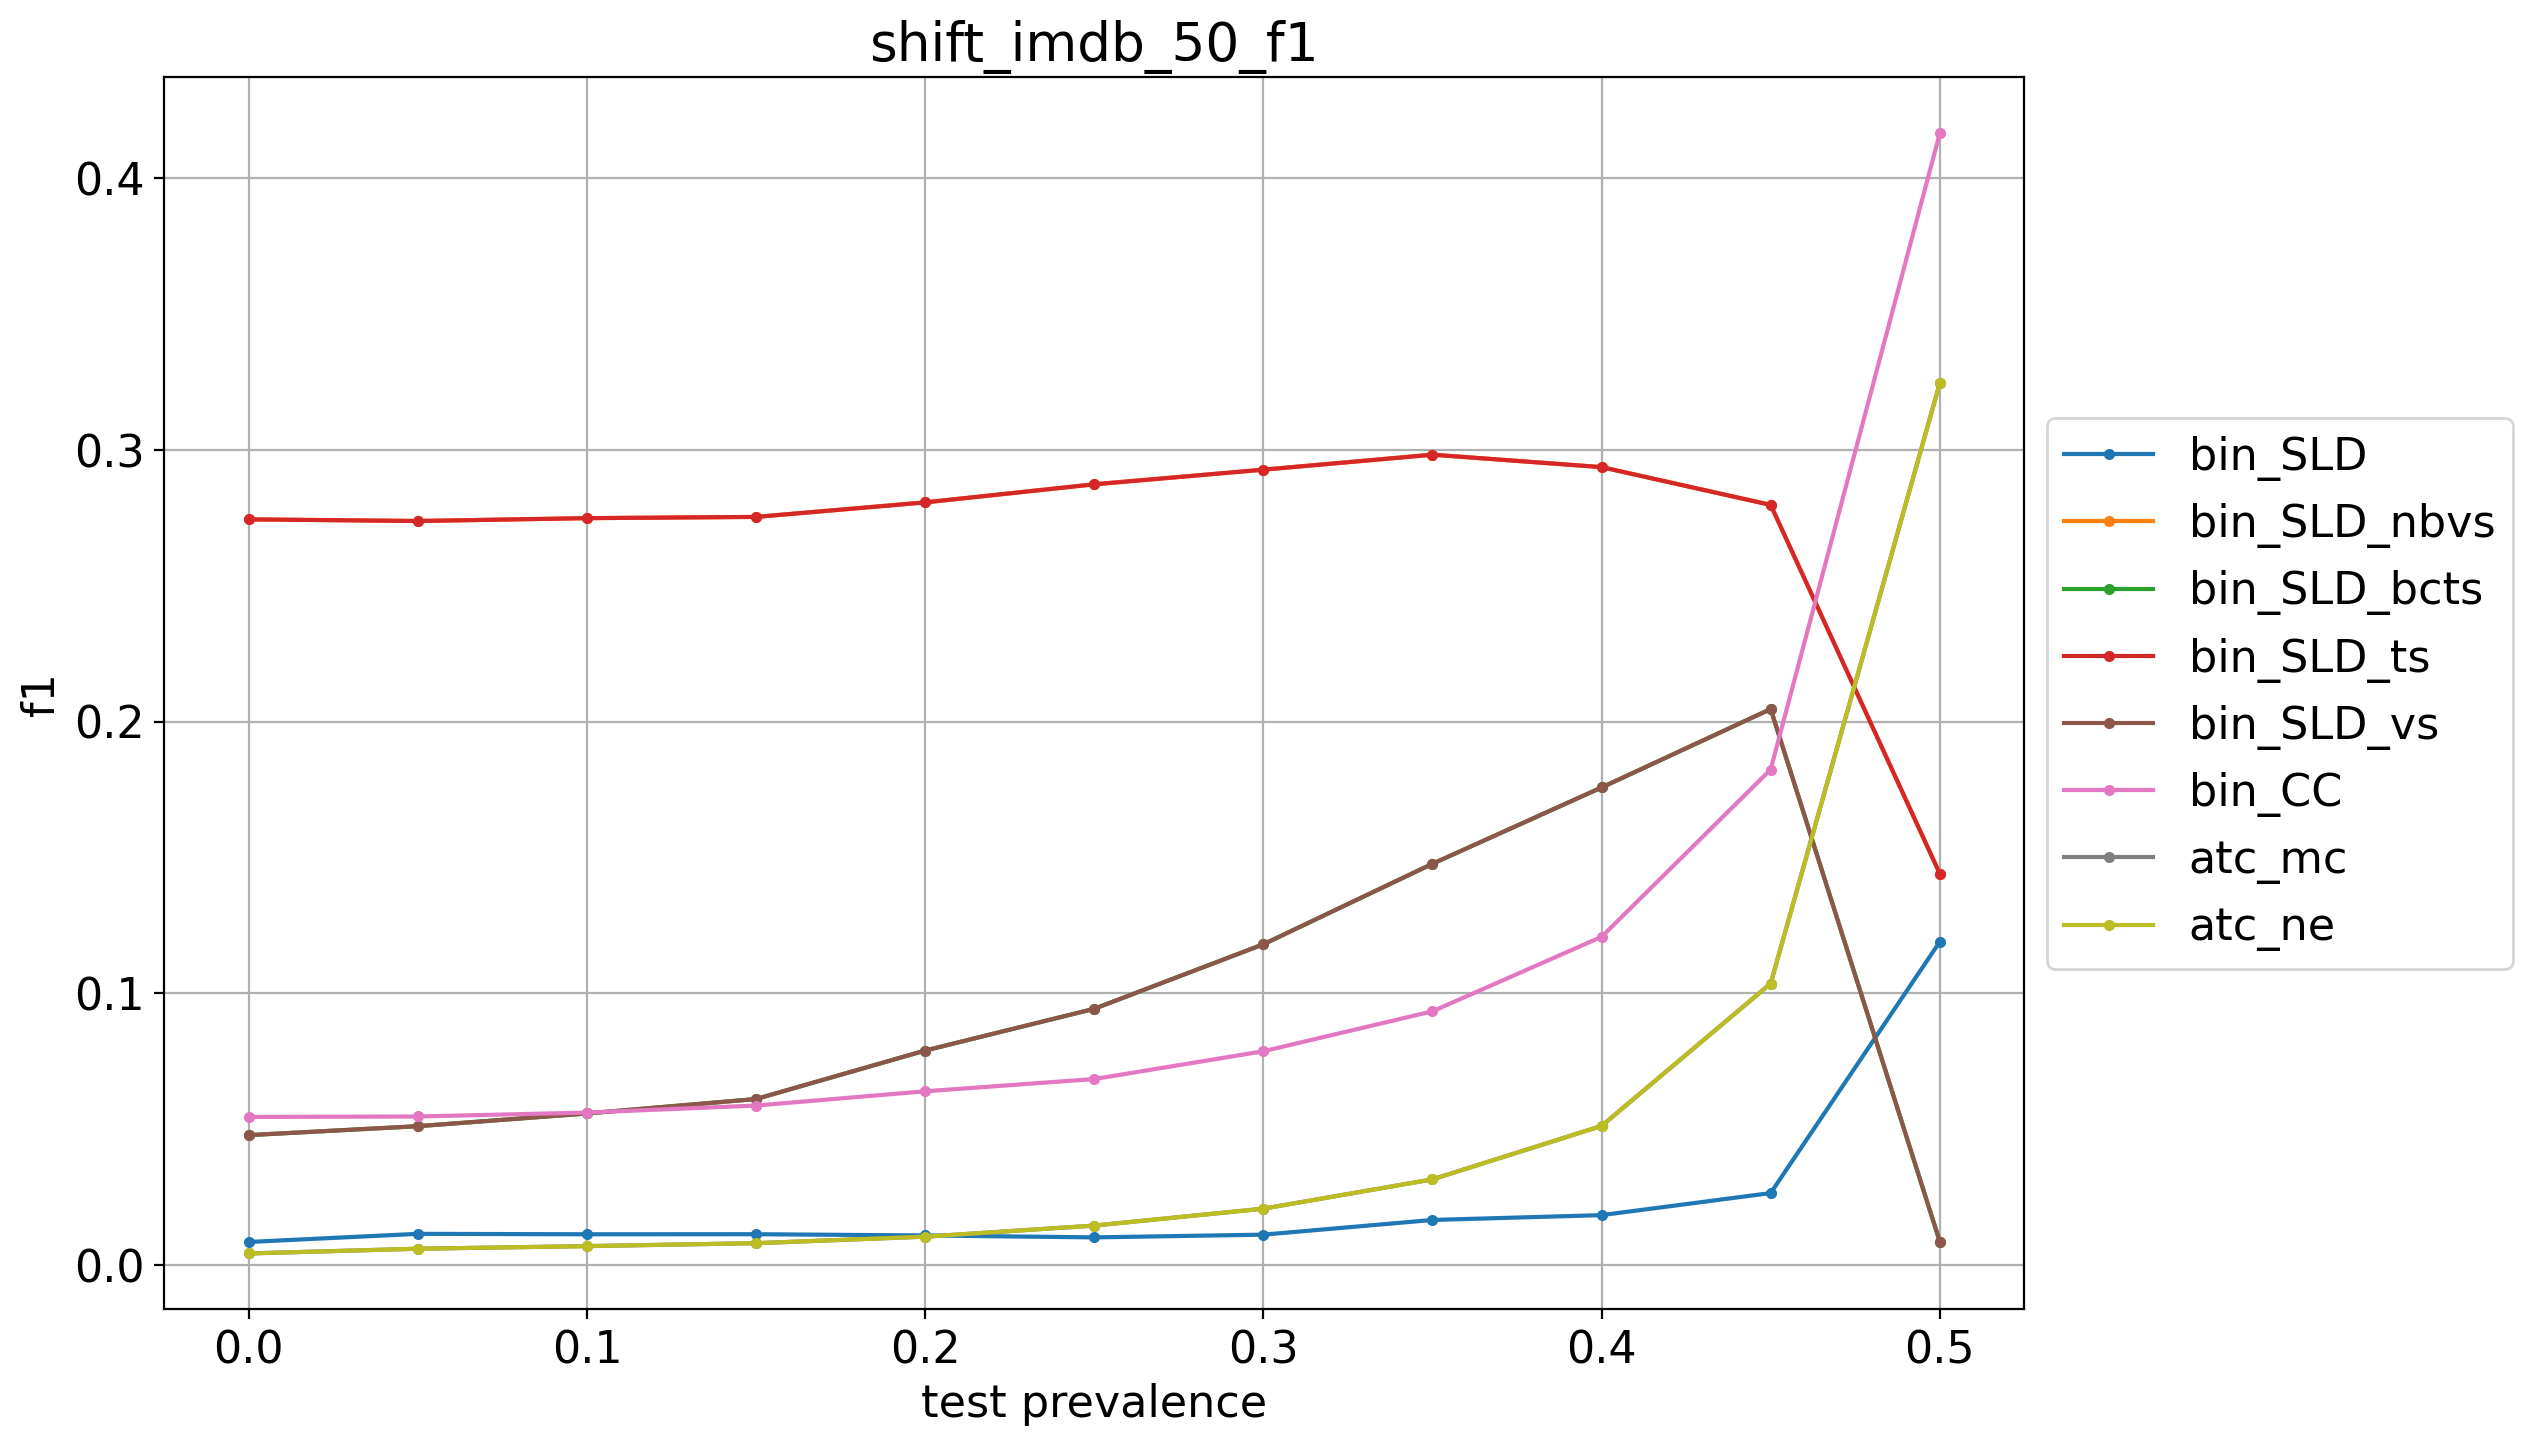 shift_imdb_50_f1
f1
0.4
0.3
0.2
0.1
0.0
0.0 0.1 0.2 0.3 0.4 0.5
test prevalence
bin_SLD
bin_SLD_nbvs
bin_SLD_bcts
bin_SLD_ts
bin_SLD_vs
bin_CC
atc_mc
atc_ne